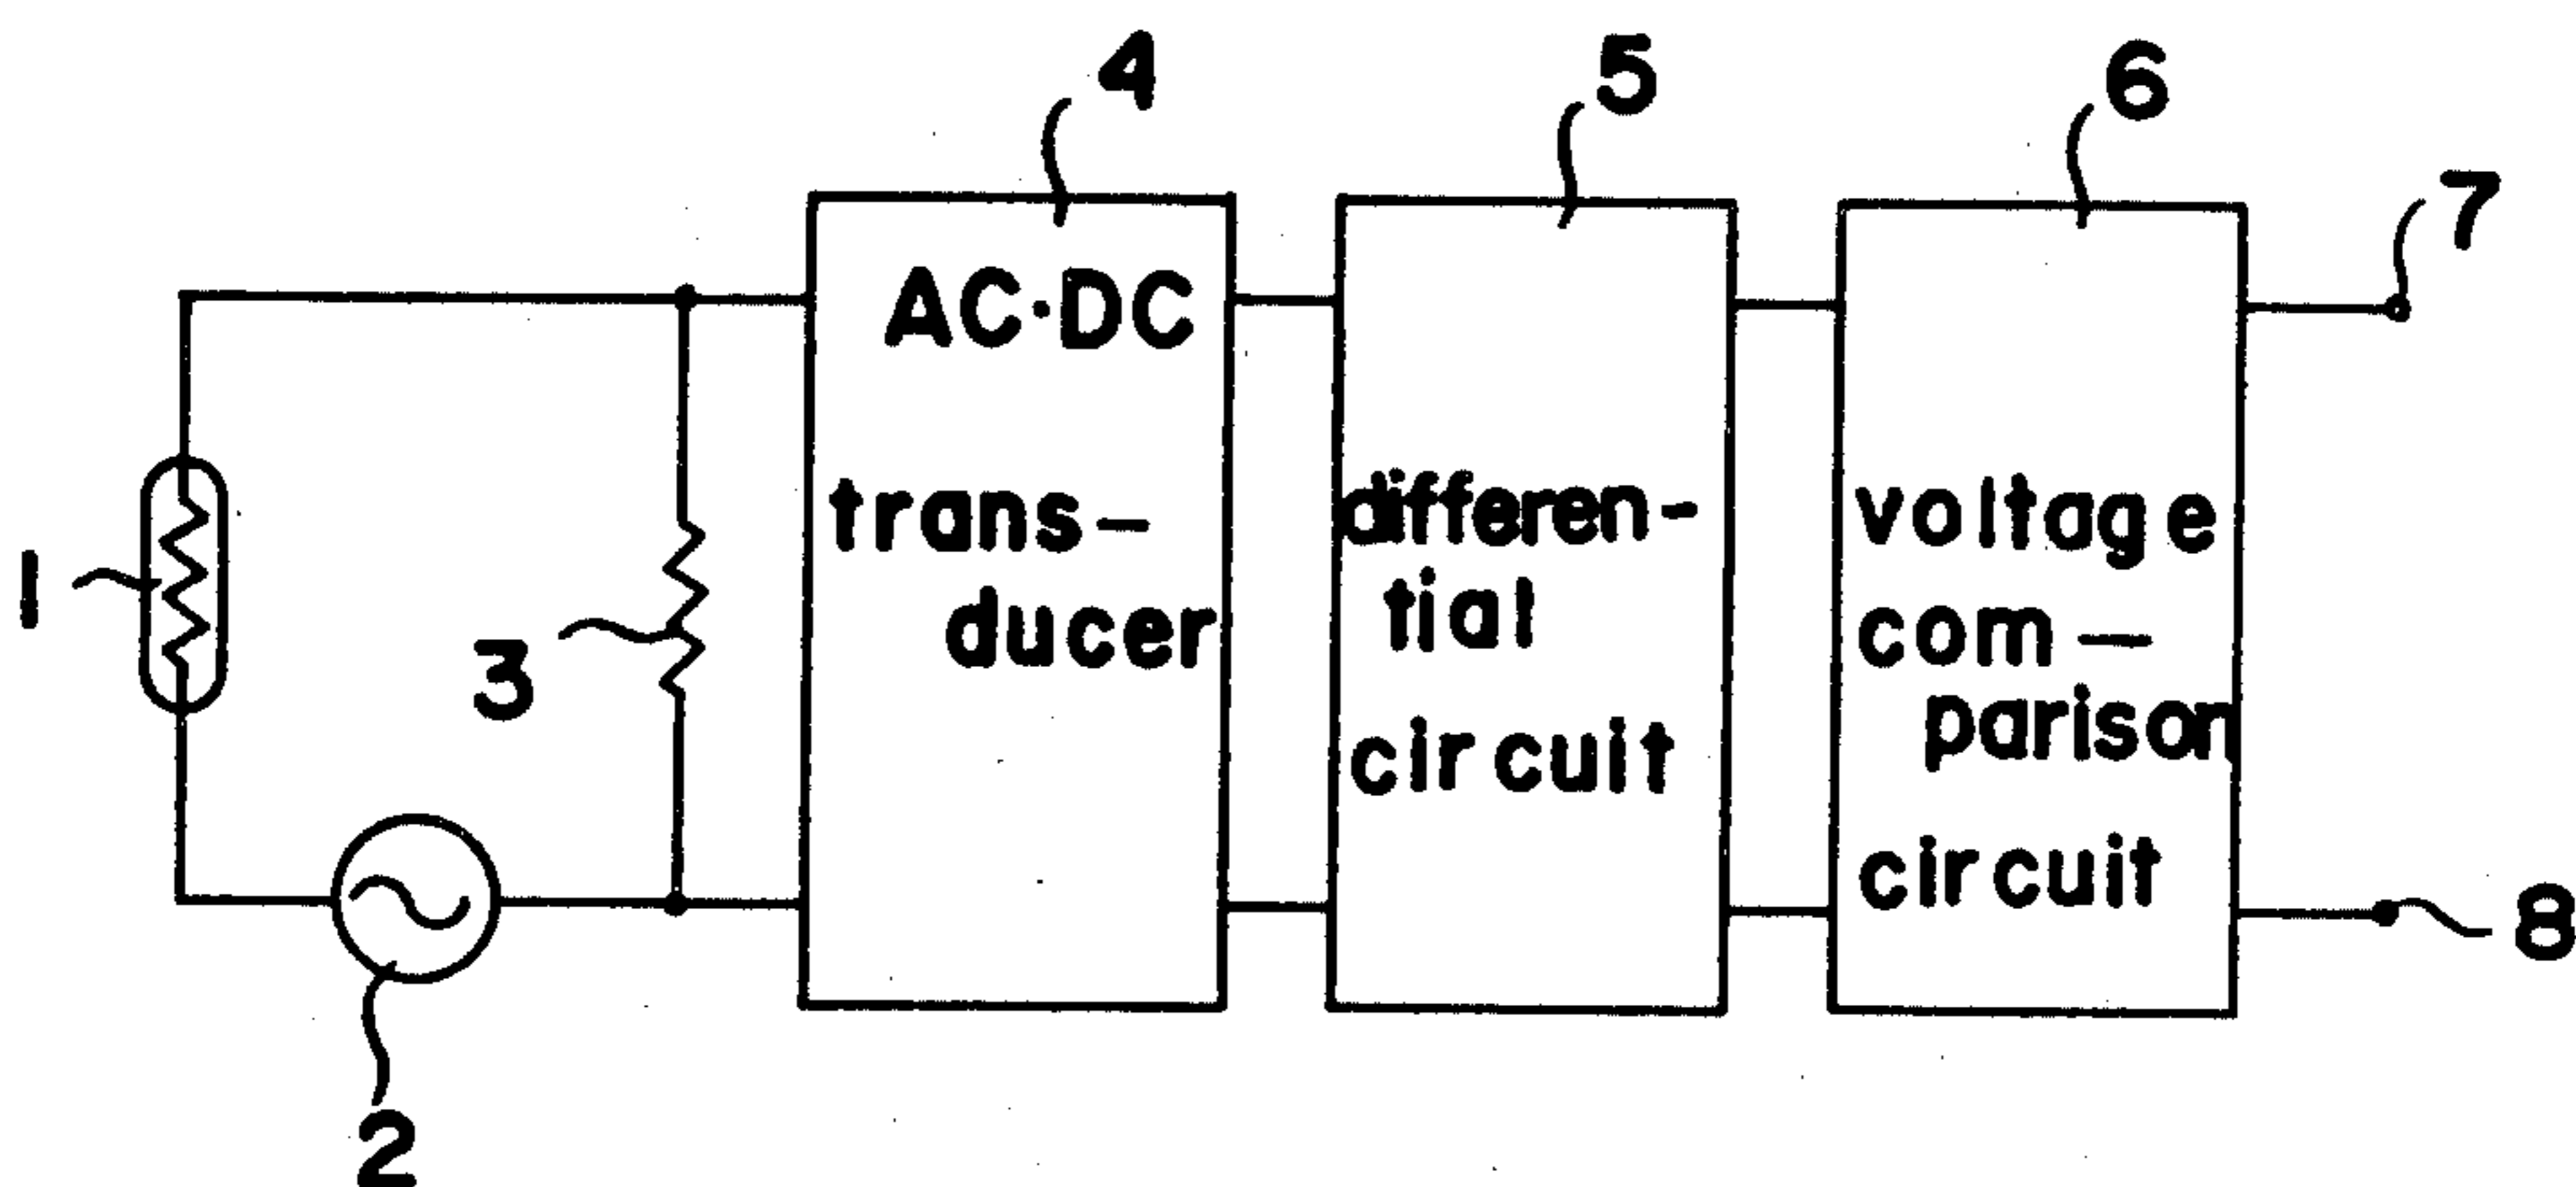 4
5
6
7
AC·DC
trans-
ducer
differen-
tial
circuit
voltage
com-
parison
circuit
1
3
2
8